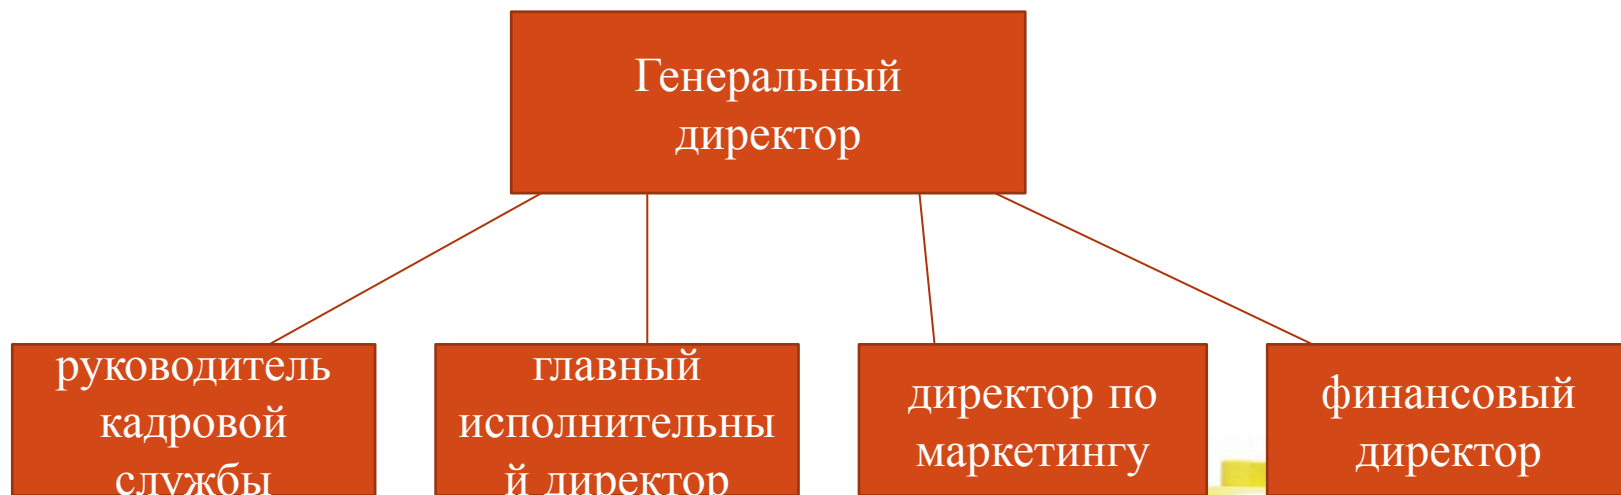 Генеральный
директор
руководитель
кадровой
службы
главный
исполнительны
й директор
директор по
маркетингу
финансовый
директор